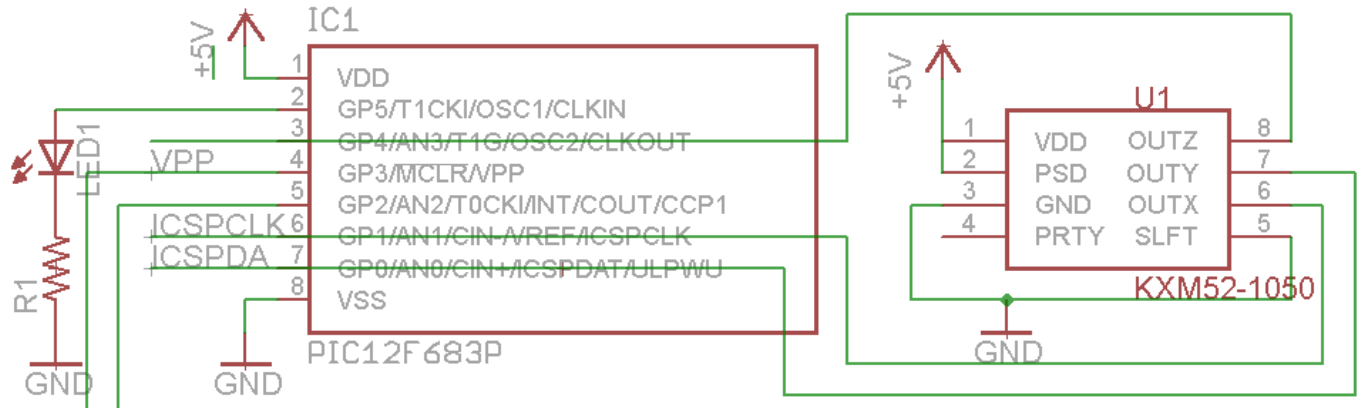 IC1
+5V
1 VDD
2 GP5/T1CKI/OSC1/CLKIN
3 GP4/AN3/T1G/OSC2/CLKOUT
VPP 4 GP3/MCLR/VPP
5 GP2/AN2/T0CKI/INT/COUT/CCP1
ICSPCLK 6 GP1/AN1/CIN-/VREF/ICSPCLK
ICSPDA 7 GP0/AN0/CIN+/ICSPDAT/ULPWU
8 VSS
PIC12F683P
LED1
R1
GND
GND
+5V
U1
1 VDD OUTZ 8
2 PSD OUTY 7
3 GND OUTX 6
4 PRTY SLFT 5
KXM52-1050
GND